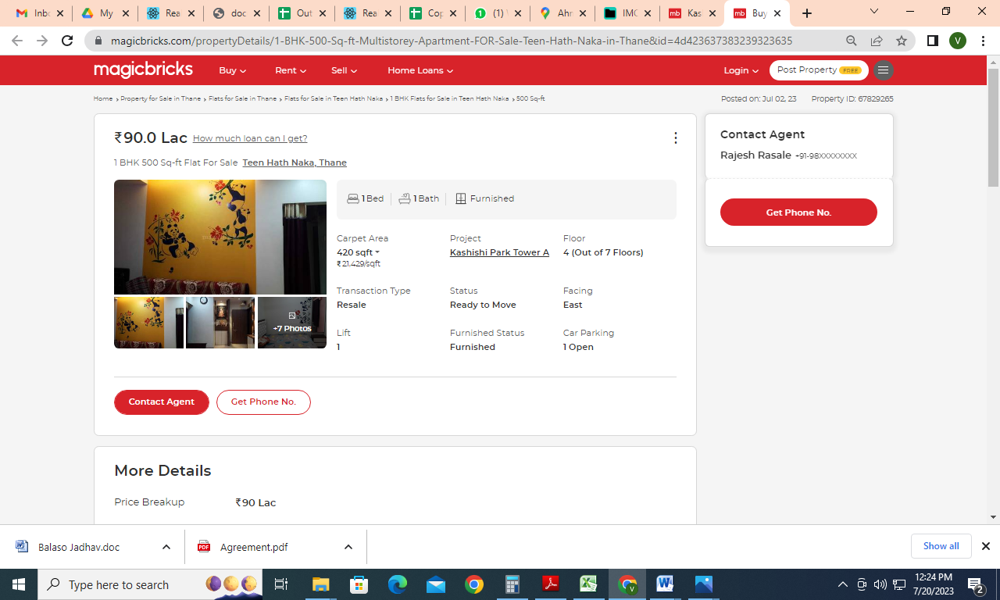 Inbo
My
Rea
doc
Out
Rea
Cop
(1)
Ahr
IMC
Kas
Buy
magicbricks.com/propertyDetails/1-BHK-500-Sq-ft-Multistorey-Apartment-FOR-Sale-Teen-Hath-Naka-in-Thane&id=4d423637383239323635
V
magicbricks Buy Rent Sell Home Loans Login Post Property FREE
Home > Property for Sale in Thane > Flats for Sale in Thane > Flats for Sale in Teen Hath Naka > 1 BHK Flats for Sale in Teen Hath Naka > 500 Sq-ft
Posted on: Jul 02, 23 Property ID: 67829265
₹90.0 Lac How much loan can I get?
1 BHK 500 Sq-ft Flat For Sale Teen Hath Naka, Thane
+7 Photos
1 Bed 1 Bath Furnished
Carpet Area
420 sqft
₹21,429/sqft
Project
Kashishi Park Tower A
Floor
4 (Out of 7 Floors)
Transaction Type
Resale
Status
Ready to Move
Facing
East
Lift
1
Furnished Status
Furnished
Car Parking
1 Open
Contact Agent Get Phone No.
Contact Agent
Rajesh Rasale +91-98XXXXXXXX
Get Phone No.
More Details
Price Breakup ₹90 Lac
Balaso Jadhav.doc
PDF
Agreement.pdf
Show all
Type here to search
V
12:24 PM
7/20/2023
2